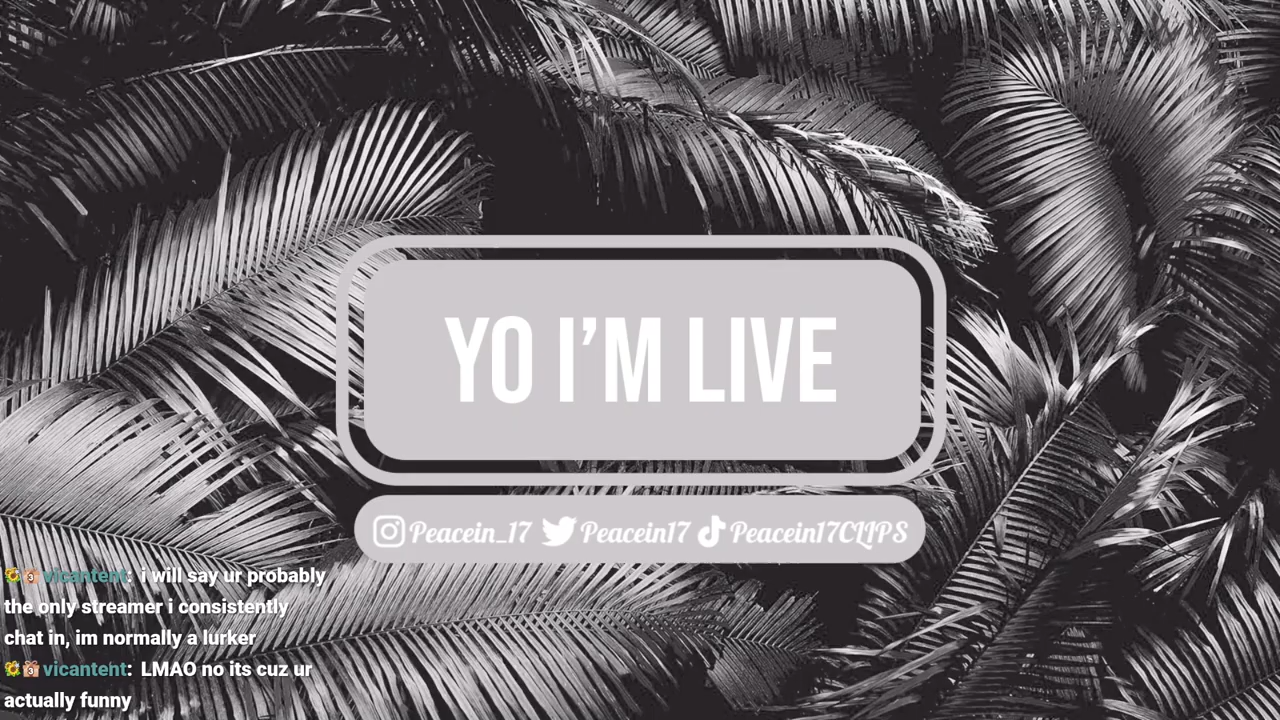 YO I’M LIVE
Peacein_17 Peacein17 Peacein17CLIPS
vicantent: i will say ur probably
the only streamer i consistently
chat in, im normally a lurker
vicantent: LMAO no its cuz ur
actually funny